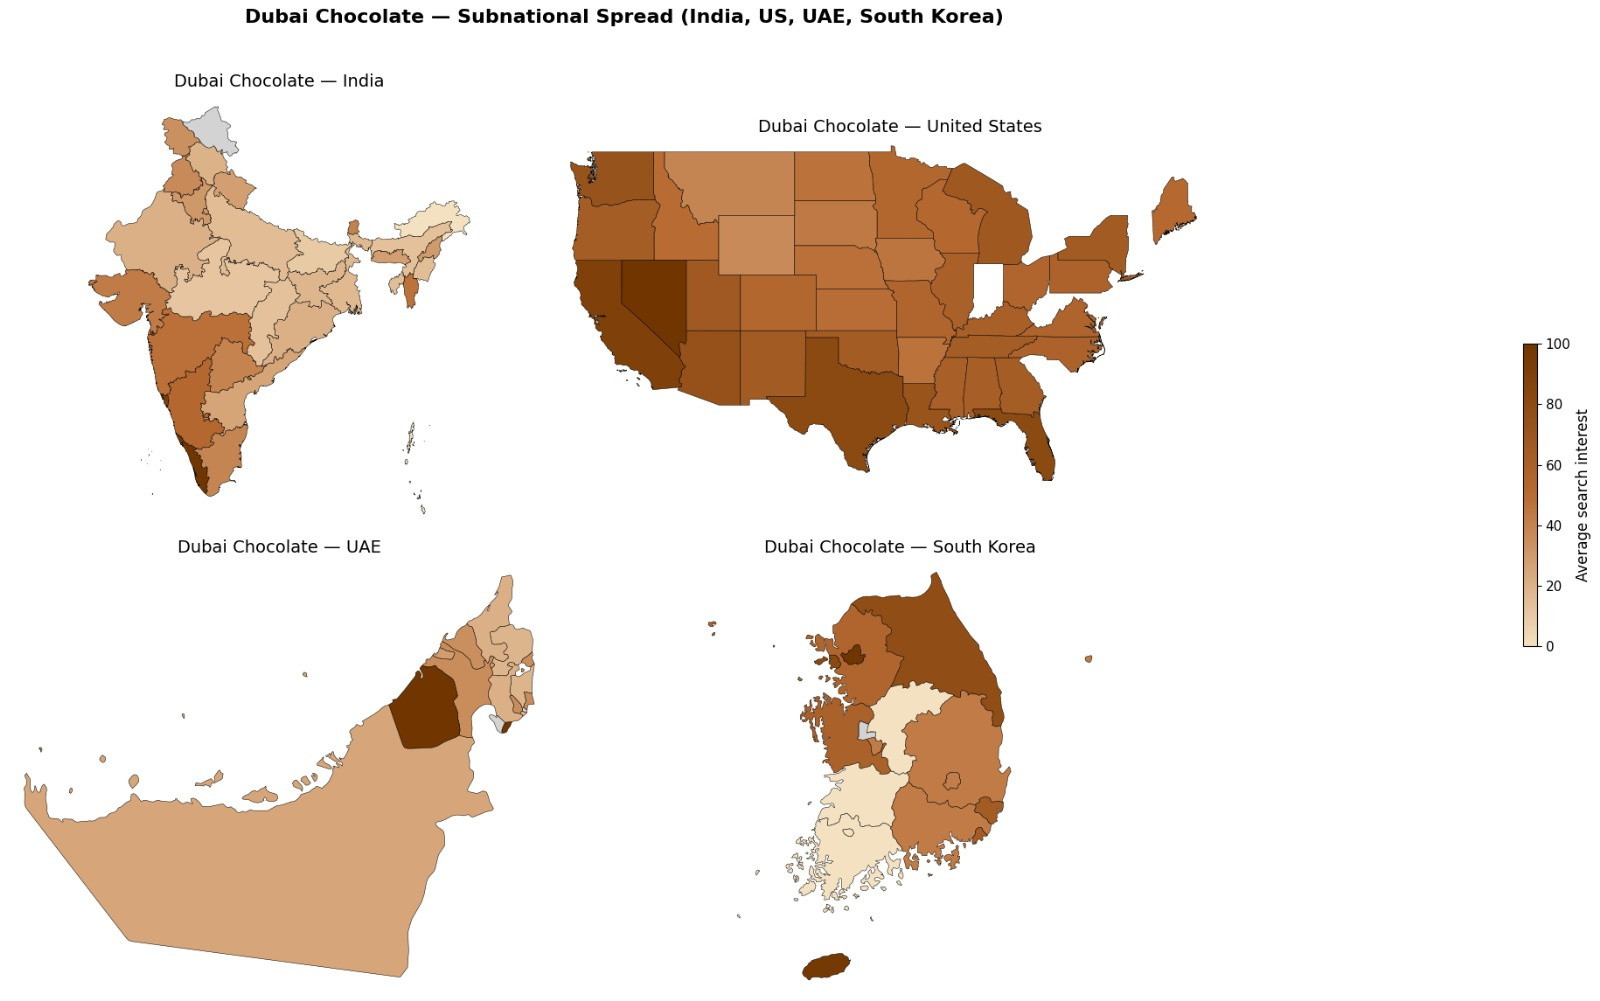 Dubai Chocolate — Subnational Spread (India, US, UAE, South Korea)
Dubai Chocolate — India
Dubai Chocolate — United States
Dubai Chocolate — UAE
Dubai Chocolate — South Korea
100
80
60
40
20
0
Average search interest